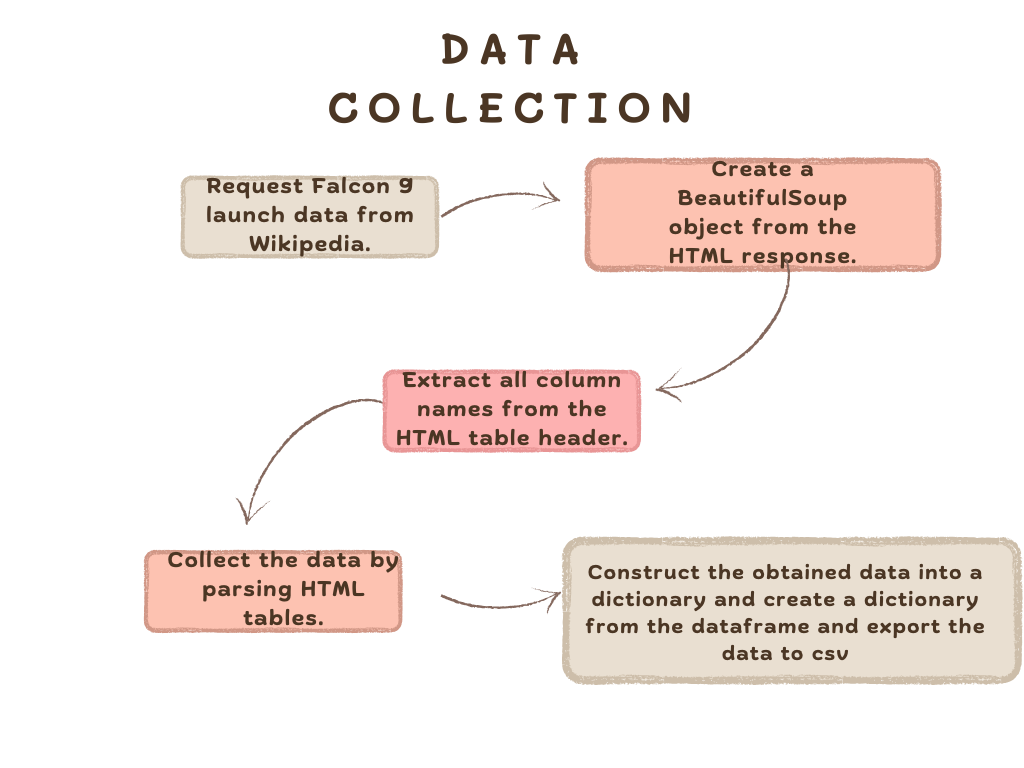 DATA
COLLECTION
Request Falcon 9
launch data from
Wikipedia.
Create a
BeautifulSoup
object from the
HTML response.
Extract all column
names from the
HTML table header.
Collect the data by
parsing HTML
tables.
Construct the obtained data into a
dictionary and create a dictionary
from the dataframe and export the
data to csv